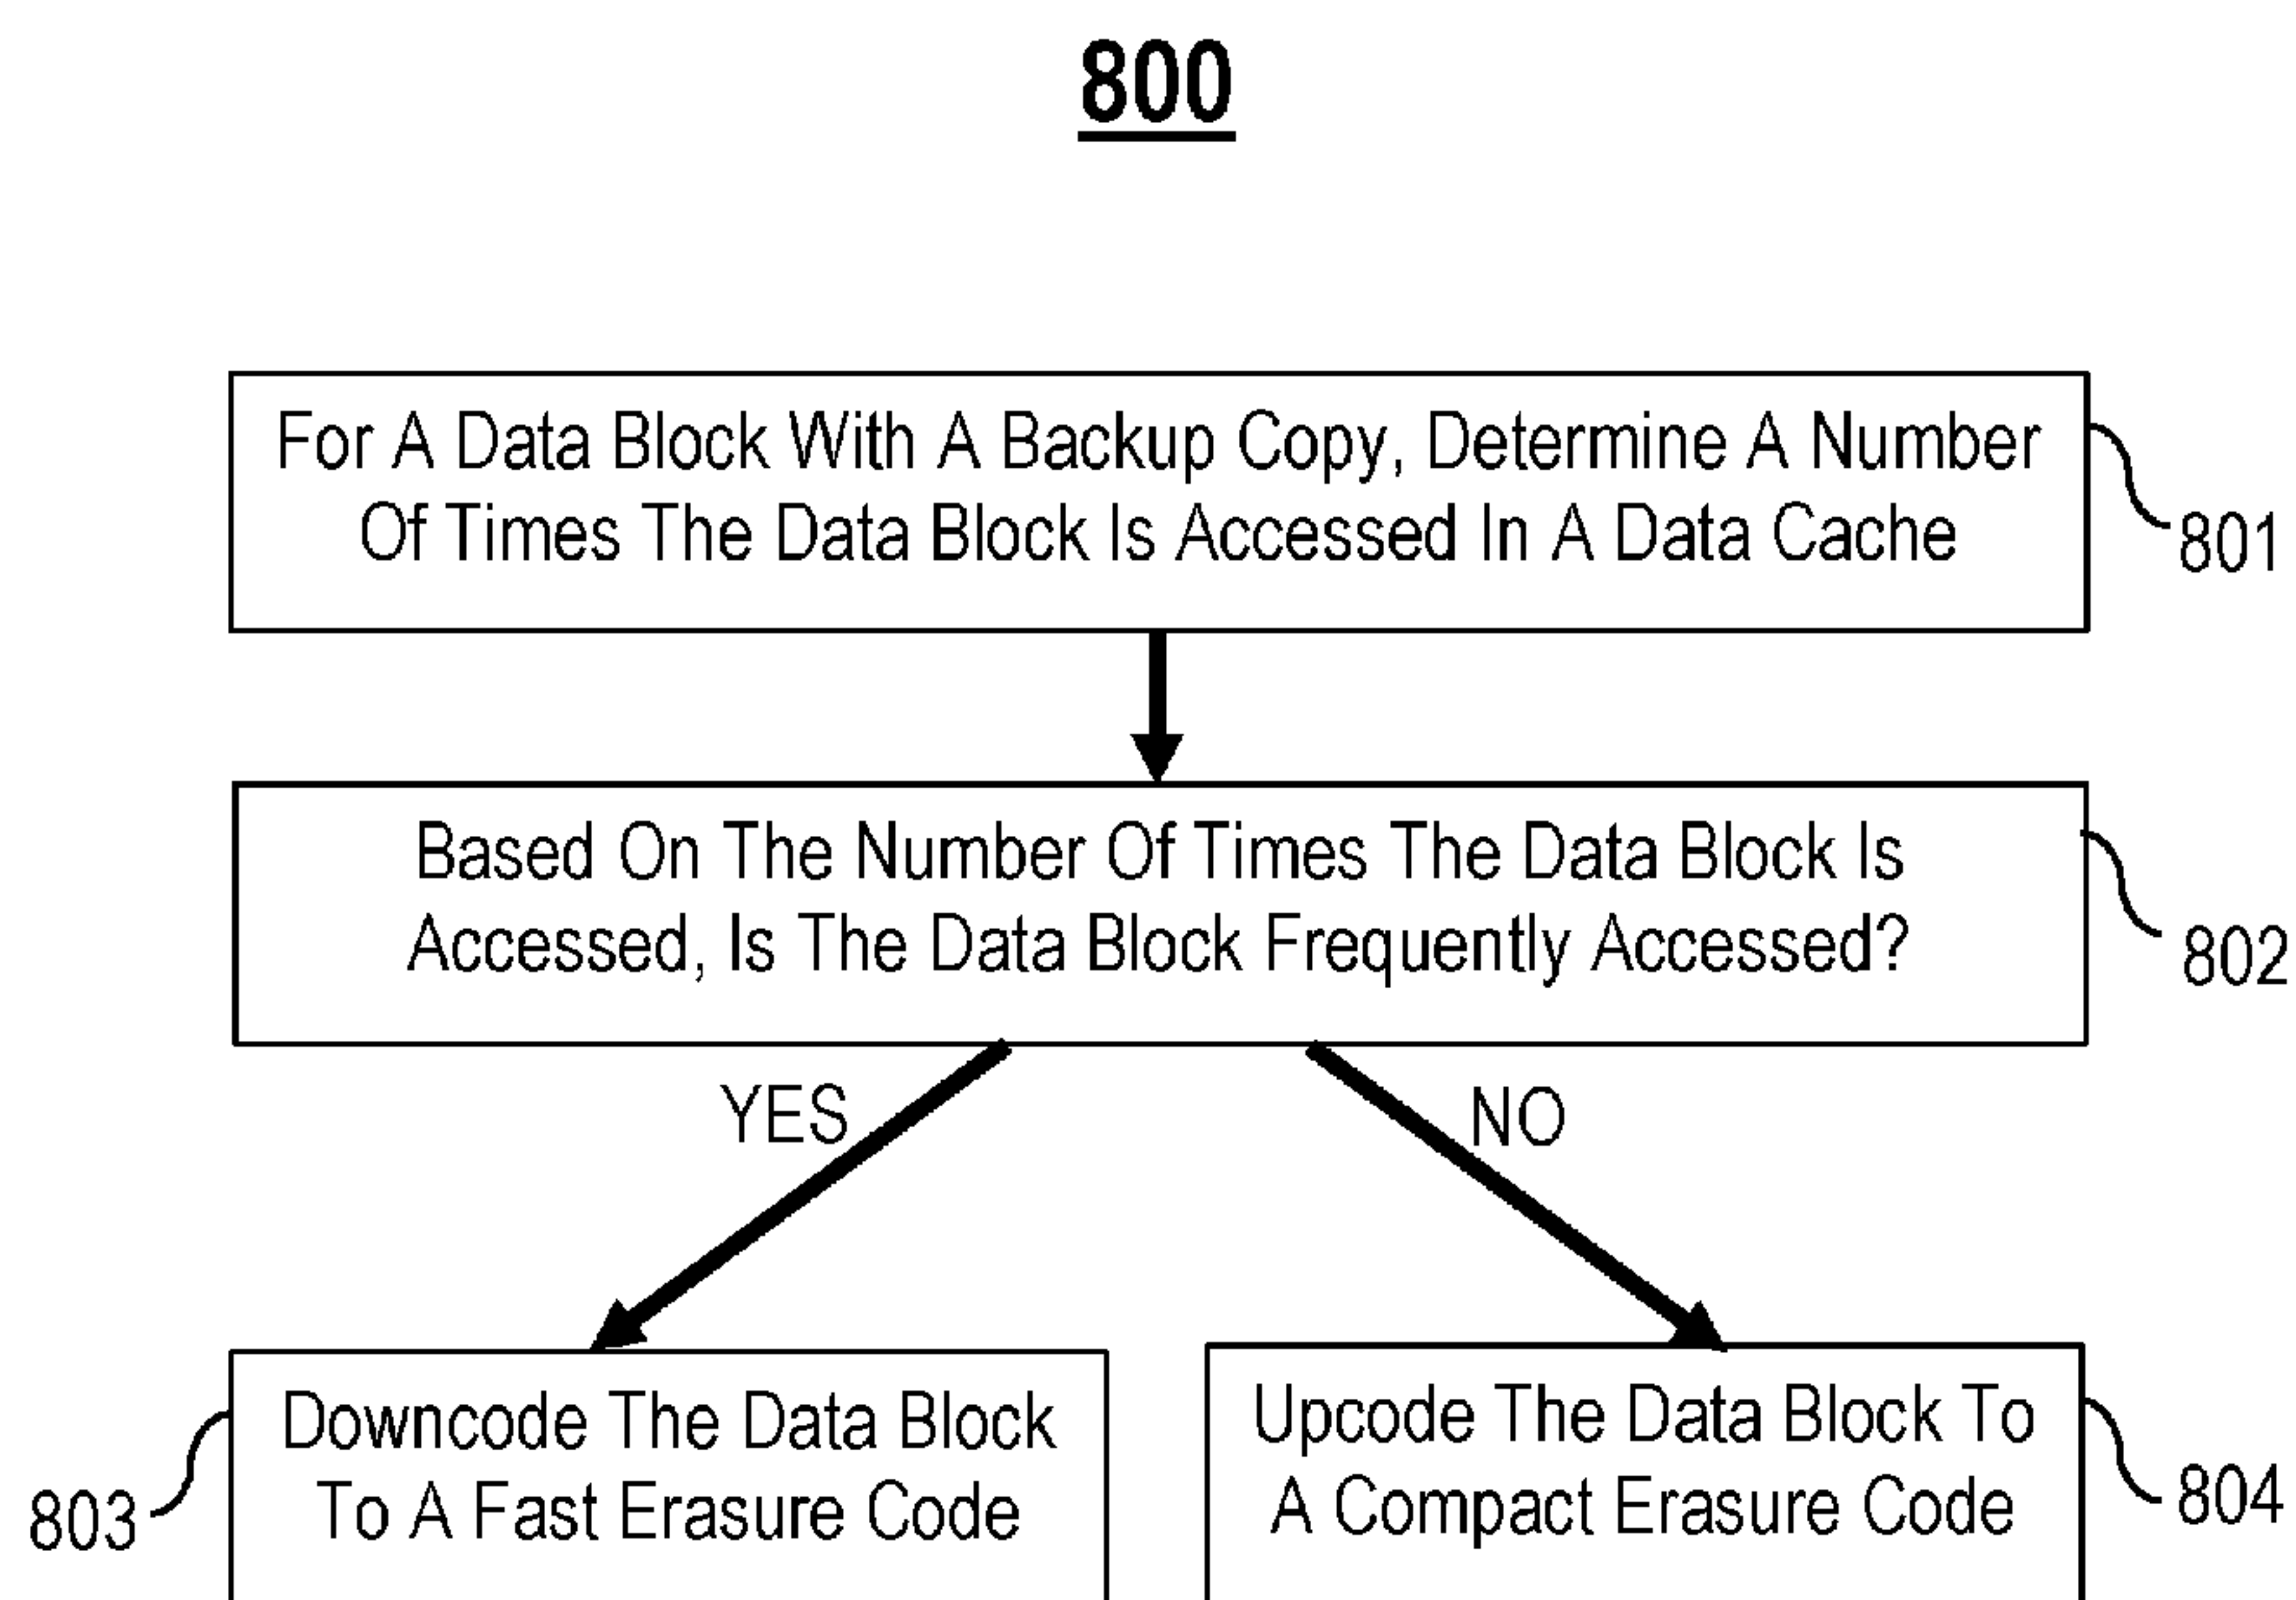 800
For A Data Block With A Backup Copy, Determine A Number
Of Times The Data Block Is Accessed In A Data Cache
801
Based On The Number Of Times The Data Block Is
Accessed, Is The Data Block Frequently Accessed?
802
YES
NO
Downcode The Data Block
To A Fast Erasure Code
803
Upcode The Data Block To
A Compact Erasure Code
804